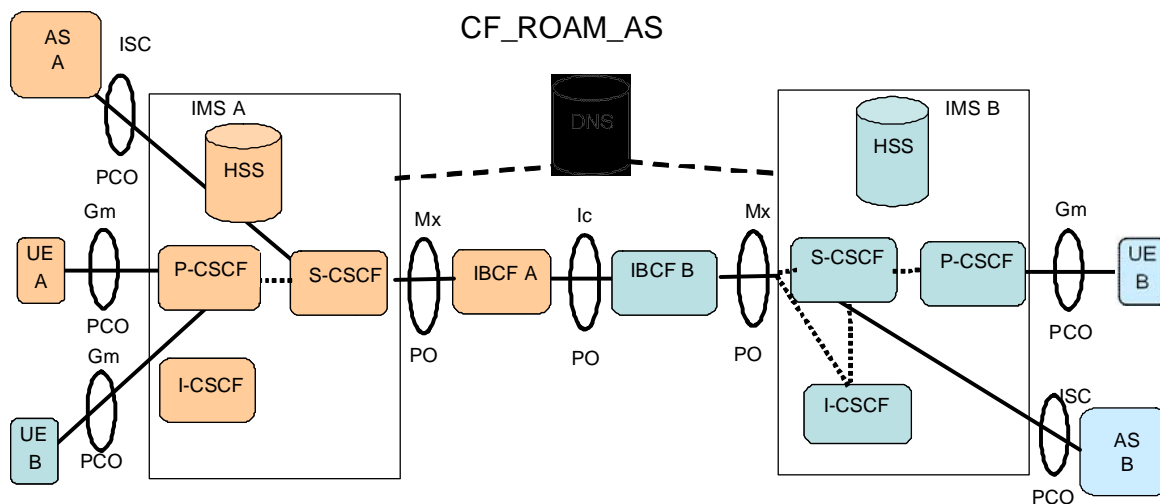 CF_ROAM_AS
AS
A
ISC
PCO
IMS A
HSS
DNS
IMS B
HSS
Gm
UE
A
PCO
P-CSCF
S-CSCF
Mx
PO
IBCF A
Ic
PO
IBCF B
Mx
PO
S-CSCF
P-CSCF
Gm
PCO
UE
B
Gm
PCO
UE
B
I-CSCF
I-CSCF
ISC
PCO
AS
B